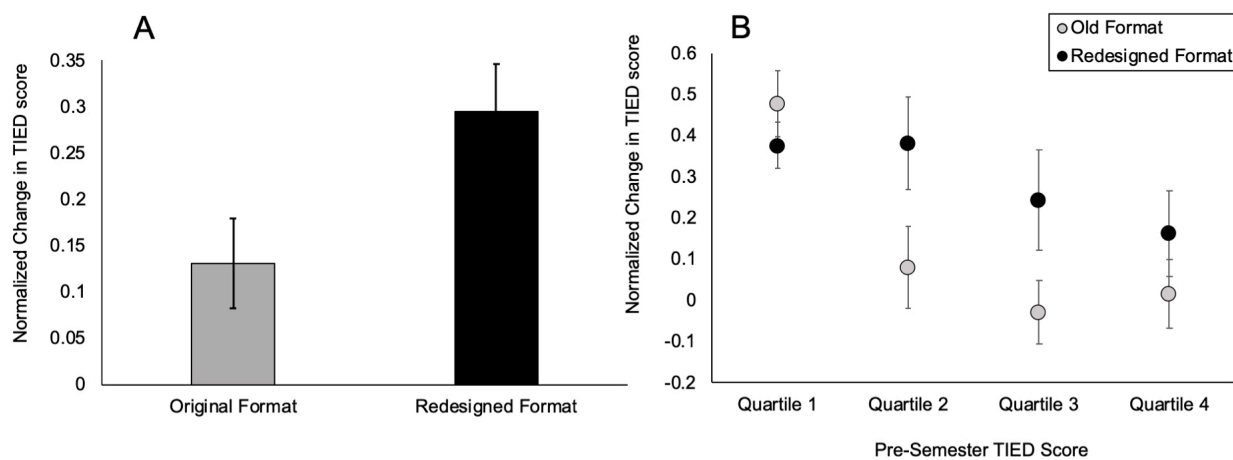 A
Normalized Change in TIED score
0.35
0.3
0.25
0.2
0.15
0.1
0.05
0
Original Format
Redesigned Format
B
Old Format
Redesigned Format
Normalized Change in TIED score
0.6
0.5
0.4
0.3
0.2
0.1
0
-0.1
-0.2
Quartile 1
Quartile 2
Quartile 3
Quartile 4
Pre-Semester TIED Score